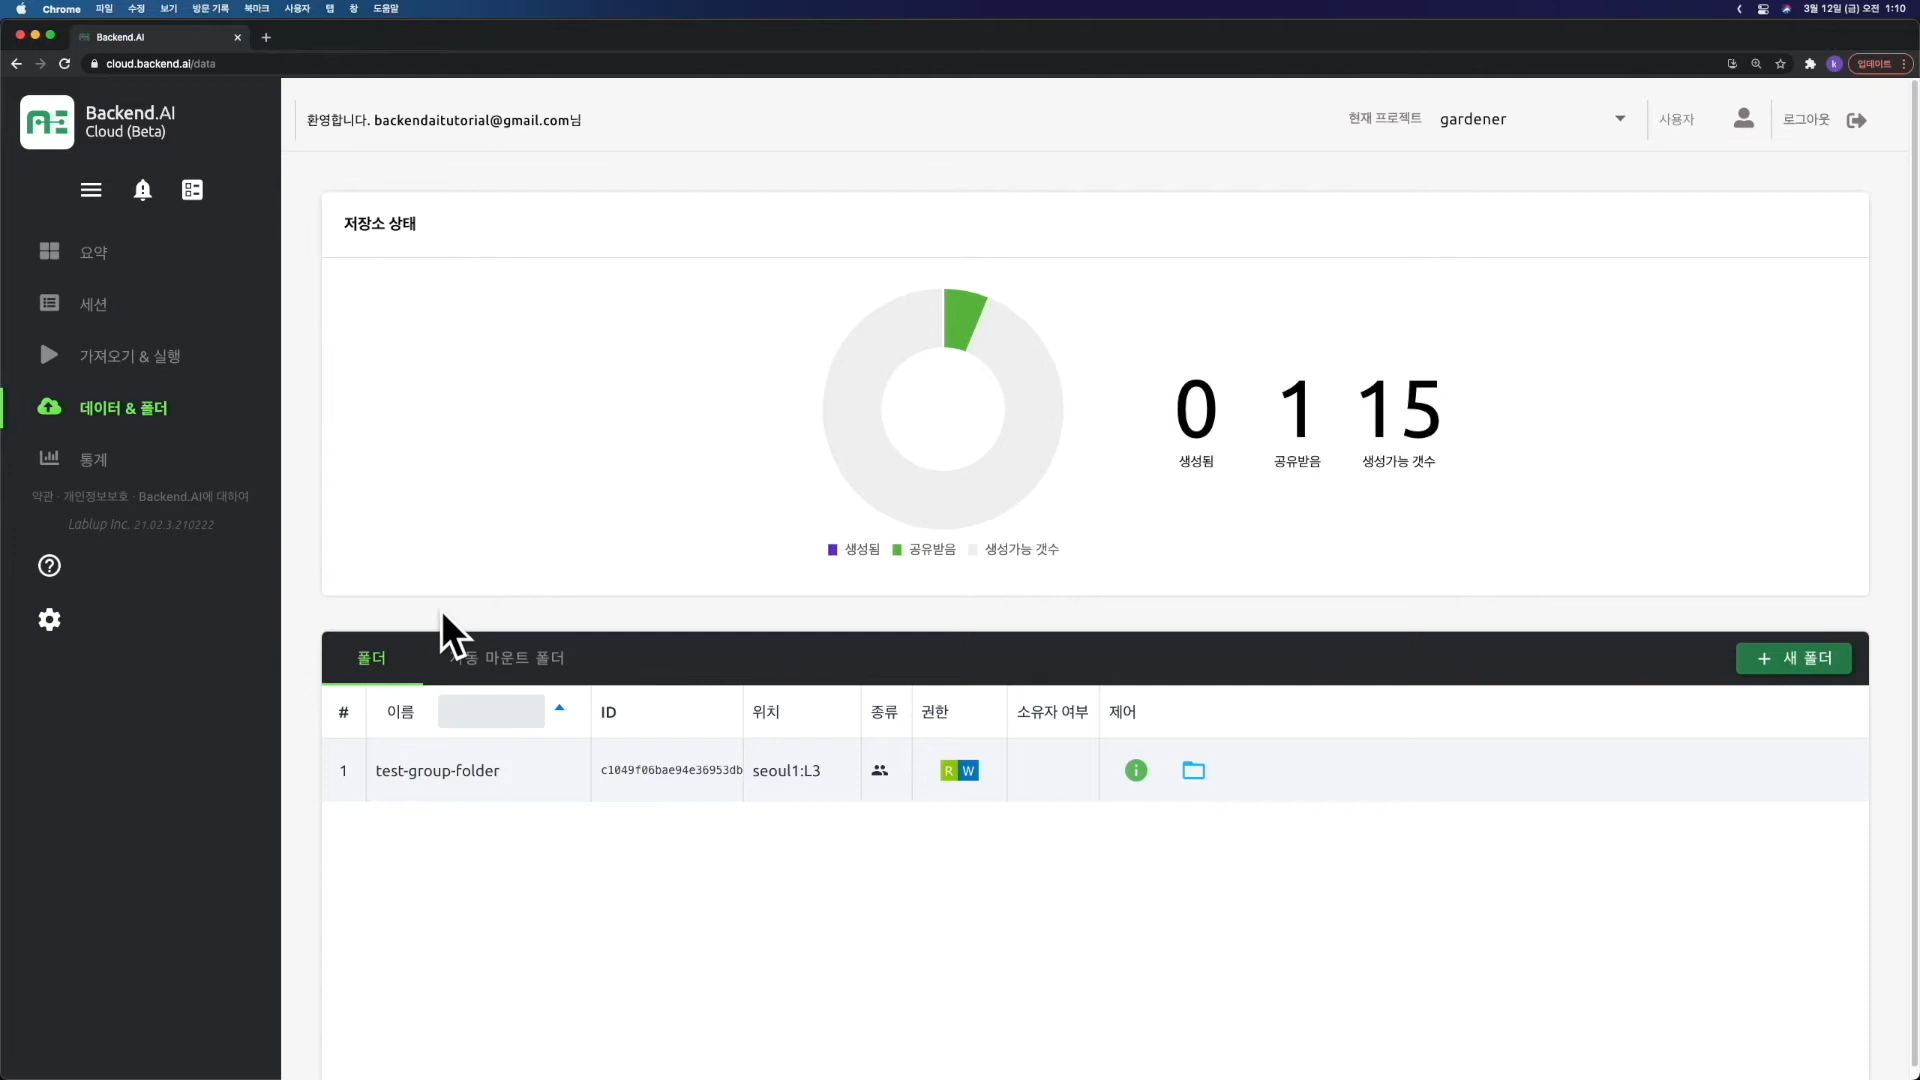 Chrome 파일 수정 보기 방문 기록 북마크 사용자 탭 창 도움말 3월 12일 (금) 오전 1:10
Backend.AI
cloud.backend.ai/data k 업데이트
Backend.AI
Cloud (Beta)
환영합니다. backendaitutorial@gmail.com님 현재 프로젝트 gardener 사용자 로그아웃
요약
세션
가져오기 & 실행
데이터 & 폴더
통계
약관 · 개인정보보호 · Backend.AI에 대하여
Lablup Inc. 21.02.3.210222
저장소 상태
0 1 15
생성됨 공유받음 생성가능 갯수
생성됨 공유받음 생성가능 갯수
폴더 마운트 폴더 + 새 폴더
# 이름 ID 위치 종류 권한 소유자 여부 제어
1 test-group-folder c1049f06bae94e36953db seoul1:L3 R W